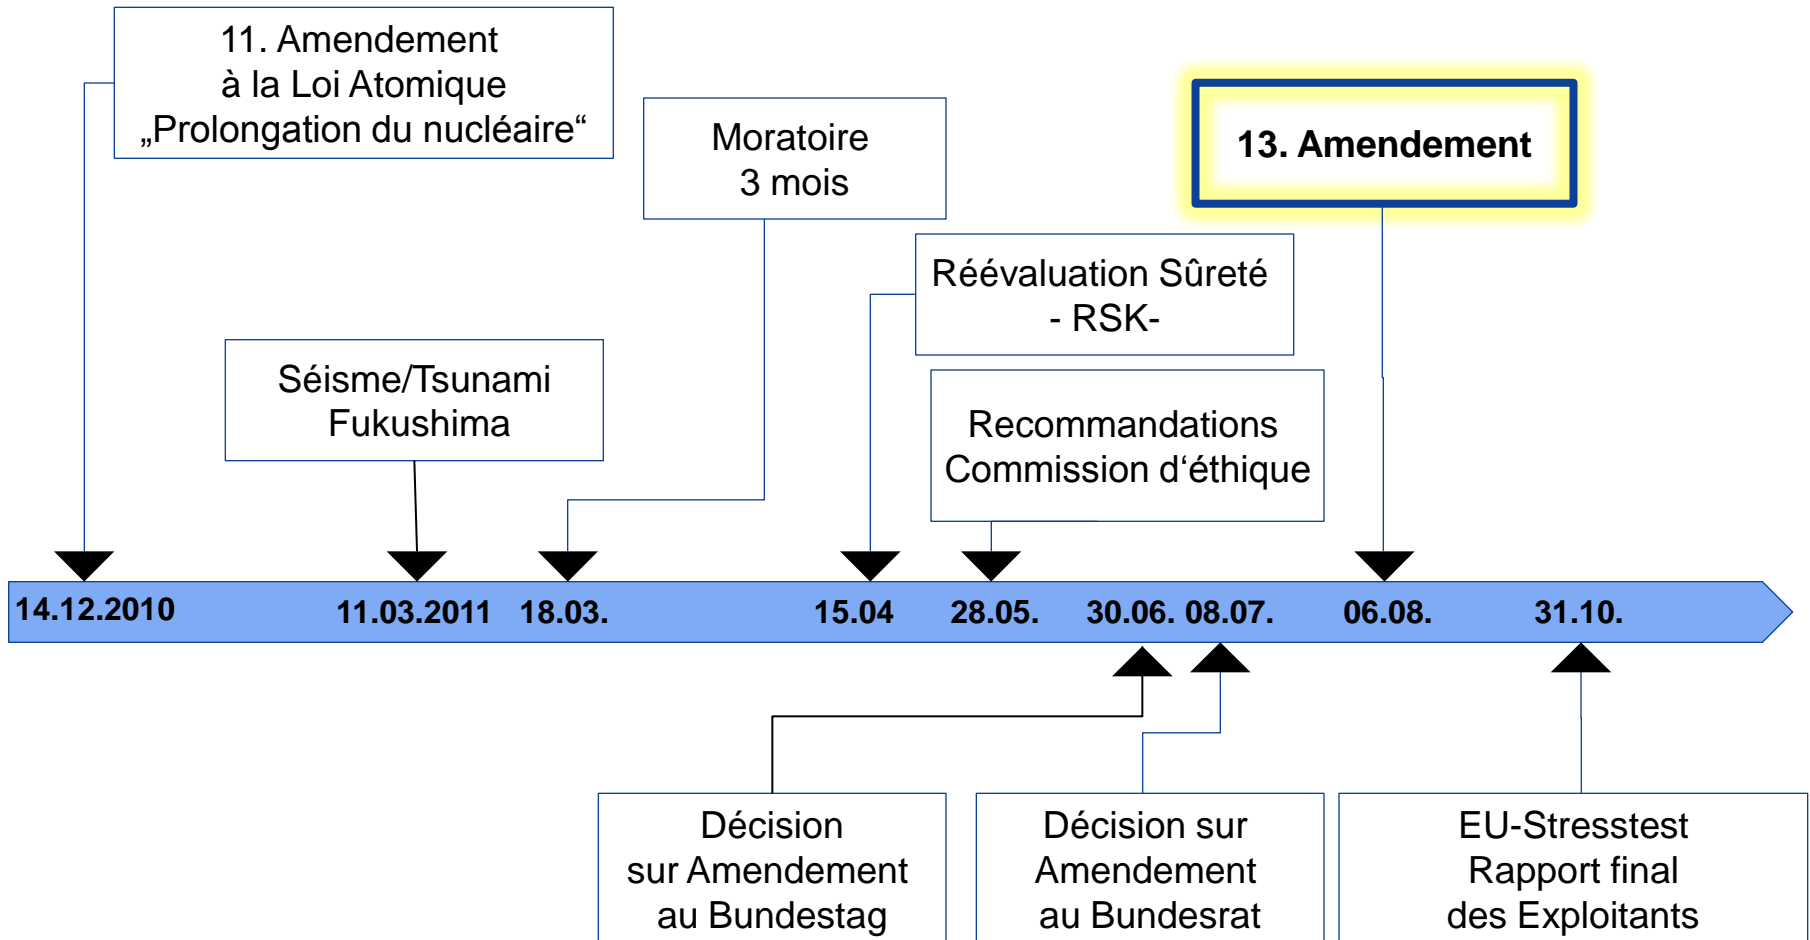 11. Amendement
à la Loi Atomique
„Prolongation du nucléaire“
Moratoire
3 mois
13. Amendement
Réévaluation Sûreté
- RSK-
Séisme/Tsunami
Fukushima
Recommandations
Commission d‘éthique
14.12.2010 11.03.2011 18.03. 15.04 28.05. 30.06. 08.07. 06.08. 31.10.
Décision
sur Amendement
au Bundestag
Décision sur
Amendement
au Bundesrat
EU-Stresstest
Rapport final
des Exploitants